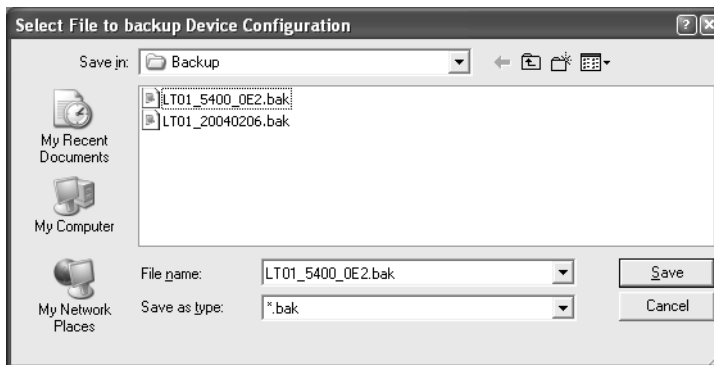 Select File to backup Device Configuration
Save in:
Backup
LT01_5400_0E2.bak
LT01_20040206.bak
My Recent
Documents
My Computer
My Network
Places
File name:
LT01_5400_0E2.bak
Save
Save as type:
*.bak
Cancel